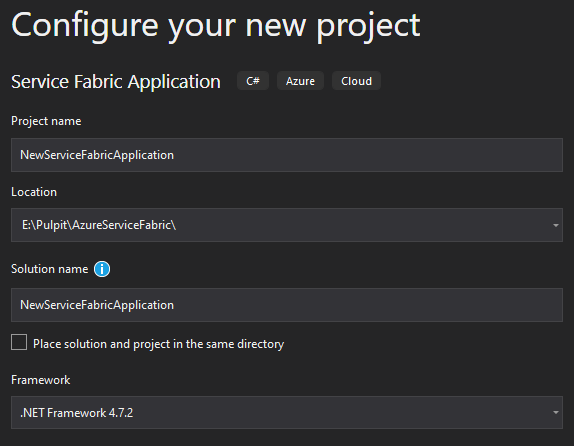 Configure your new project
Service Fabric Application C# Azure Cloud
Project name
NewServiceFabricApplication
Location
E:\Pulpit\AzureServiceFabric\
Solution name i
NewServiceFabricApplication
Place solution and project in the same directory
Framework
.NET Framework 4.7.2